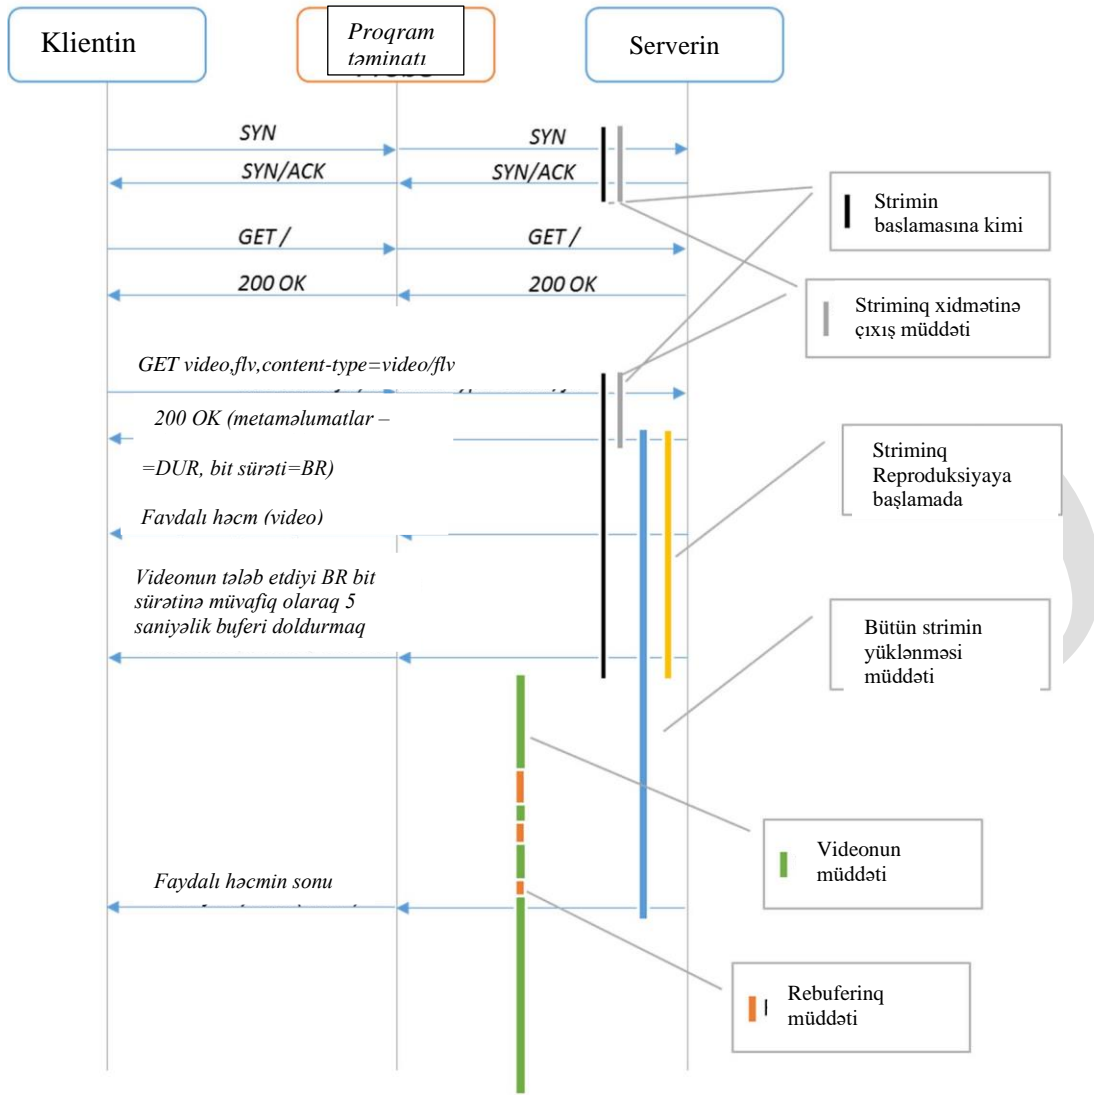 Klientin
Proqram
təminatı
Serverin
SYN
SYN
SYN/ACK
SYN/ACK
GET /
GET /
200 OK
200 OK
GET video,flv,content-type=video/flv
200 OK (metaməlumatlar –
=DUR, bit sürəti=BR)
Faydalı həcm (video)
Videonun tələb etdiyi BR bit
sürətinə müvafiq olaraq 5
saniyəlik buferi doldurmaq
Faydalı həcmin sonu
Strimin
başlamasına kimi
Striminq xidmətinə
çıxış müddəti
Striminq
Reproduksiyaya
başlamada
Bütün strimin
yüklənməsi
müddəti
Videonun
müddəti
Rebuferinq
müddəti